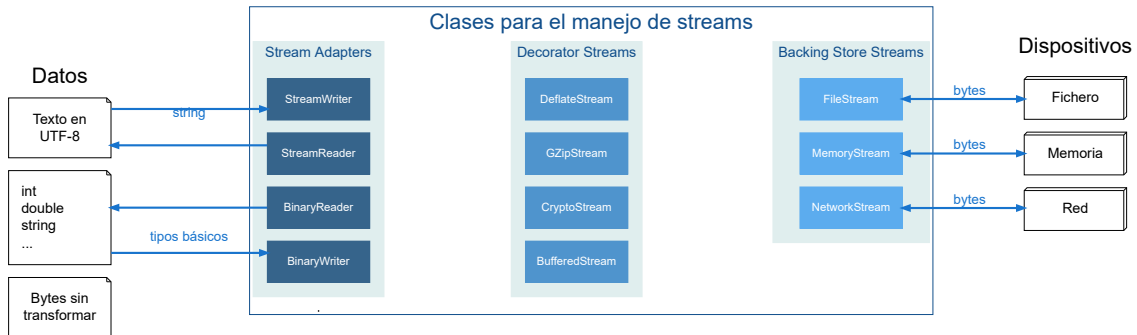 Clases para el manejo de streams
Datos
Stream Adapters
Decorator Streams
Backing Store Streams
Dispositivos
Texto en
UTF-8
string
StreamWriter
DeflateStream
FileStream
bytes
Fichero
StreamReader
GZipStream
MemoryStream
bytes
Memoria
int
double
string
...
BinaryReader
CryptoStream
NetworkStream
bytes
Red
tipos básicos
BinaryWriter
BufferedStream
Bytes sin
transformar
.